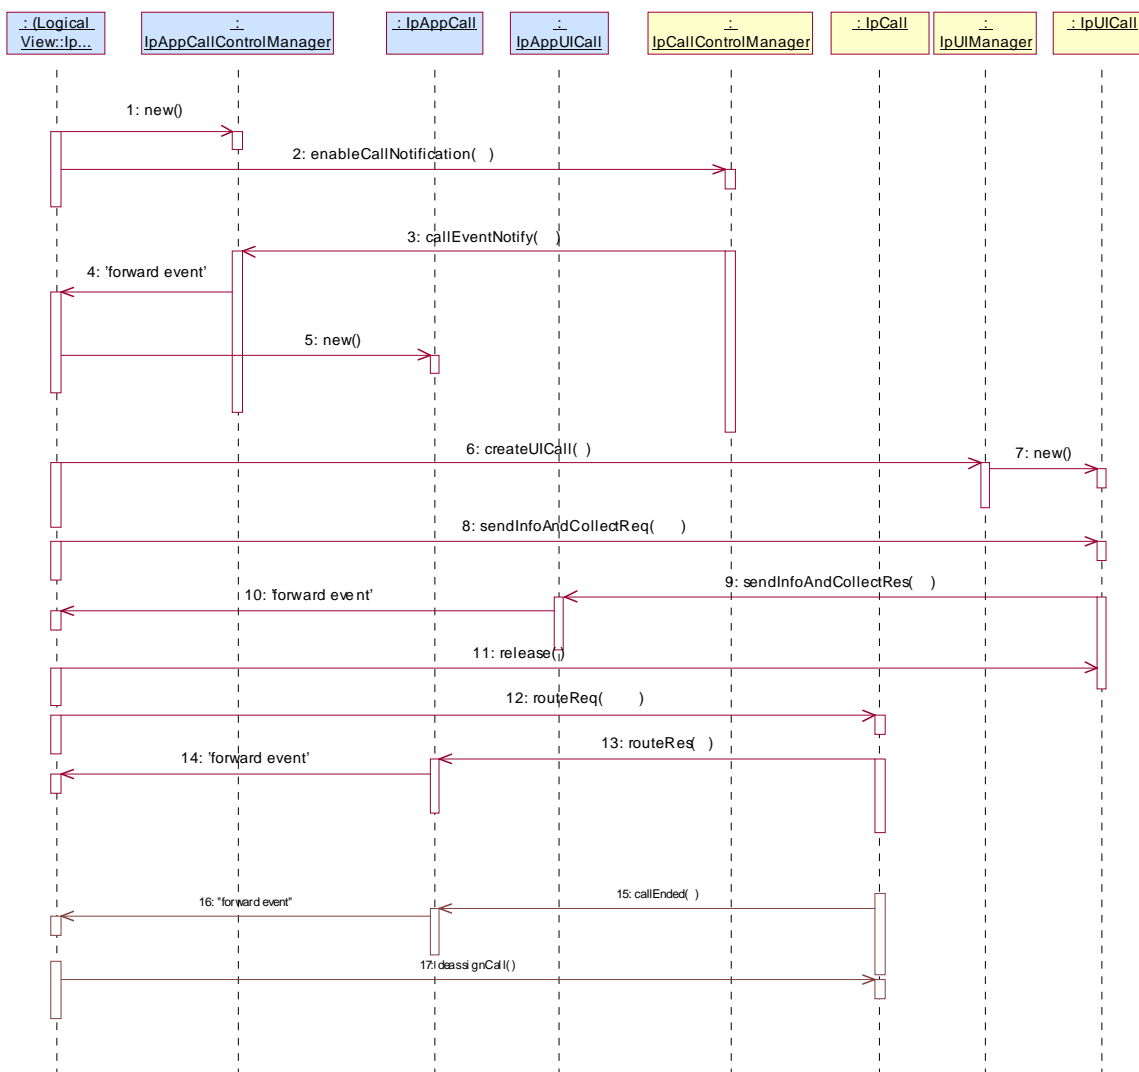 : (Logical
View::Ip...
:
IpAppCallControlManager
: IpAppCall
:
IpAppUICall
:
IpCallControlManager
: IpCall
:
IpUIManager
: IpUICall
1: new()
2: enableCallNotification( )
3: callEventNotify( )
4: 'forward event'
5: new()
6: createUICall( )
7: new()
8: sendInfoAndCollectReq( )
9: sendInfoAndCollectRes( )
10: 'forward event'
11: release()
12: routeReq( )
13: routeRes( )
14: 'forward event'
15: callEnded( )
16: "forward event"
17: deassignCall()